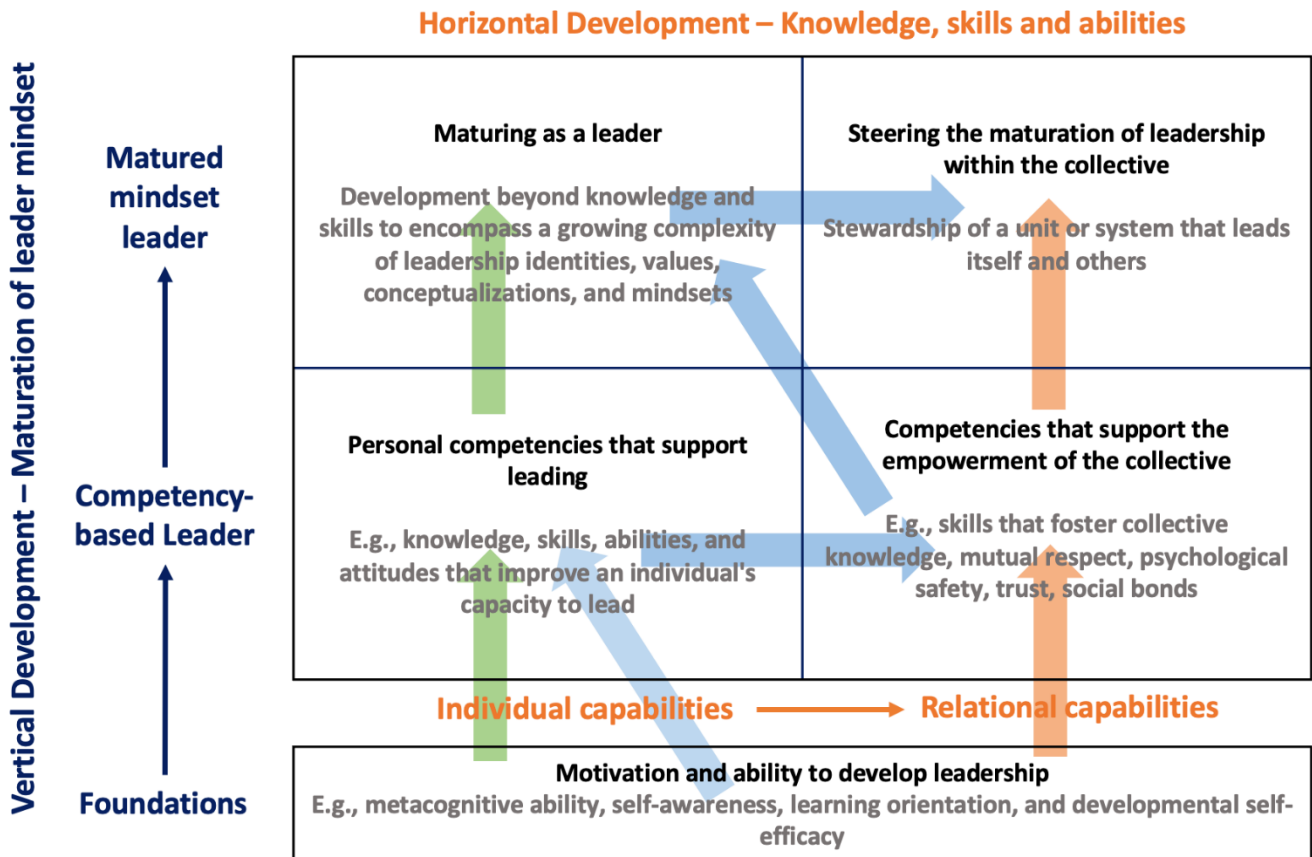 Horizontal Development – Knowledge, skills and abilities
Vertical Development – Maturation of leader mindset
Matured
mindset
leader
Maturing as a leader
Development beyond knowledge and
skills to encompass a growing complexity
of leadership identities, values,
conceptualizations, and mindsets
Steering the maturation of leadership
within the collective
Stewardship of a unit or system that leads
itself and others
Competency-
based Leader
Personal competencies that support
leading
E.g., knowledge, skills, abilities, and
attitudes that improve an individual's
capacity to lead
Competencies that support the
empowerment of the collective
E.g., skills that foster collective
knowledge, mutual respect, psychological
safety, trust, social bonds
Individual capabilities
Relational capabilities
Foundations
Motivation and ability to develop leadership
E.g., metacognitive ability, self-awareness, learning orientation, and developmental self-
efficacy